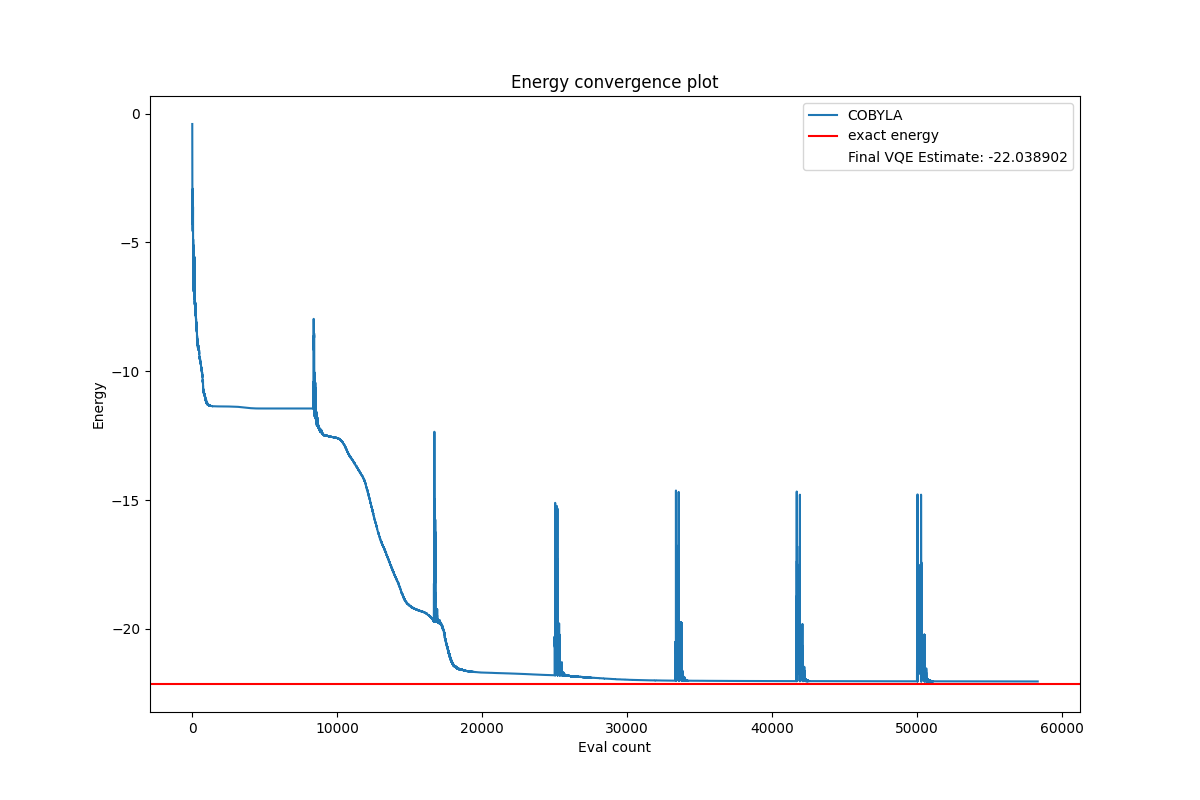 Energy convergence plot
COBYLA
exact energy
Final VQE Estimate: -22.038902
0
−5
−10
−15
−20
Energy
0
10000
20000
30000
40000
50000
60000
Eval count